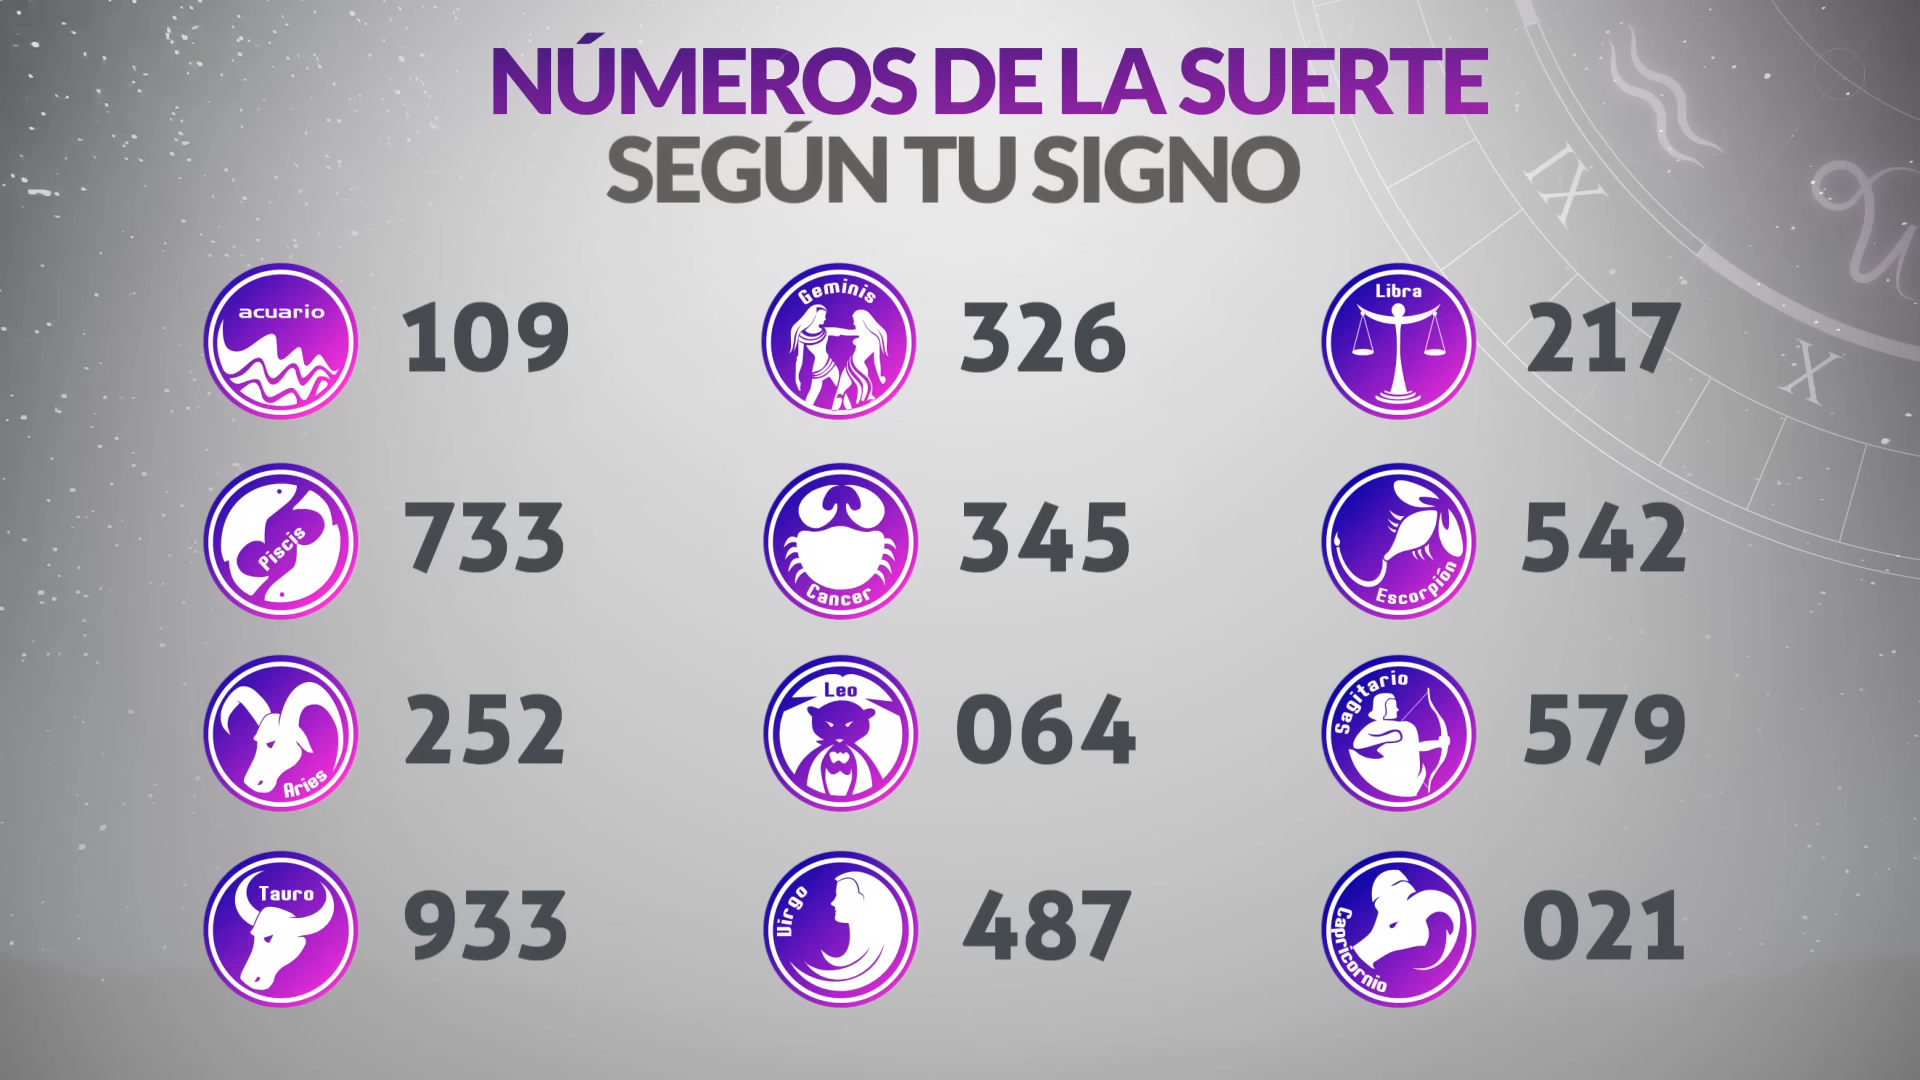 NÚMEROS DE LA SUERTE
SEGÚN TU SIGNO
acuario 109
Geminis 326
Libra 217
Piscis 733
Cancer 345
Escorpión 542
Aries 252
Leo 064
Sagitario 579
Tauro 933
Virgo 487
Capricornio 021
IX
X